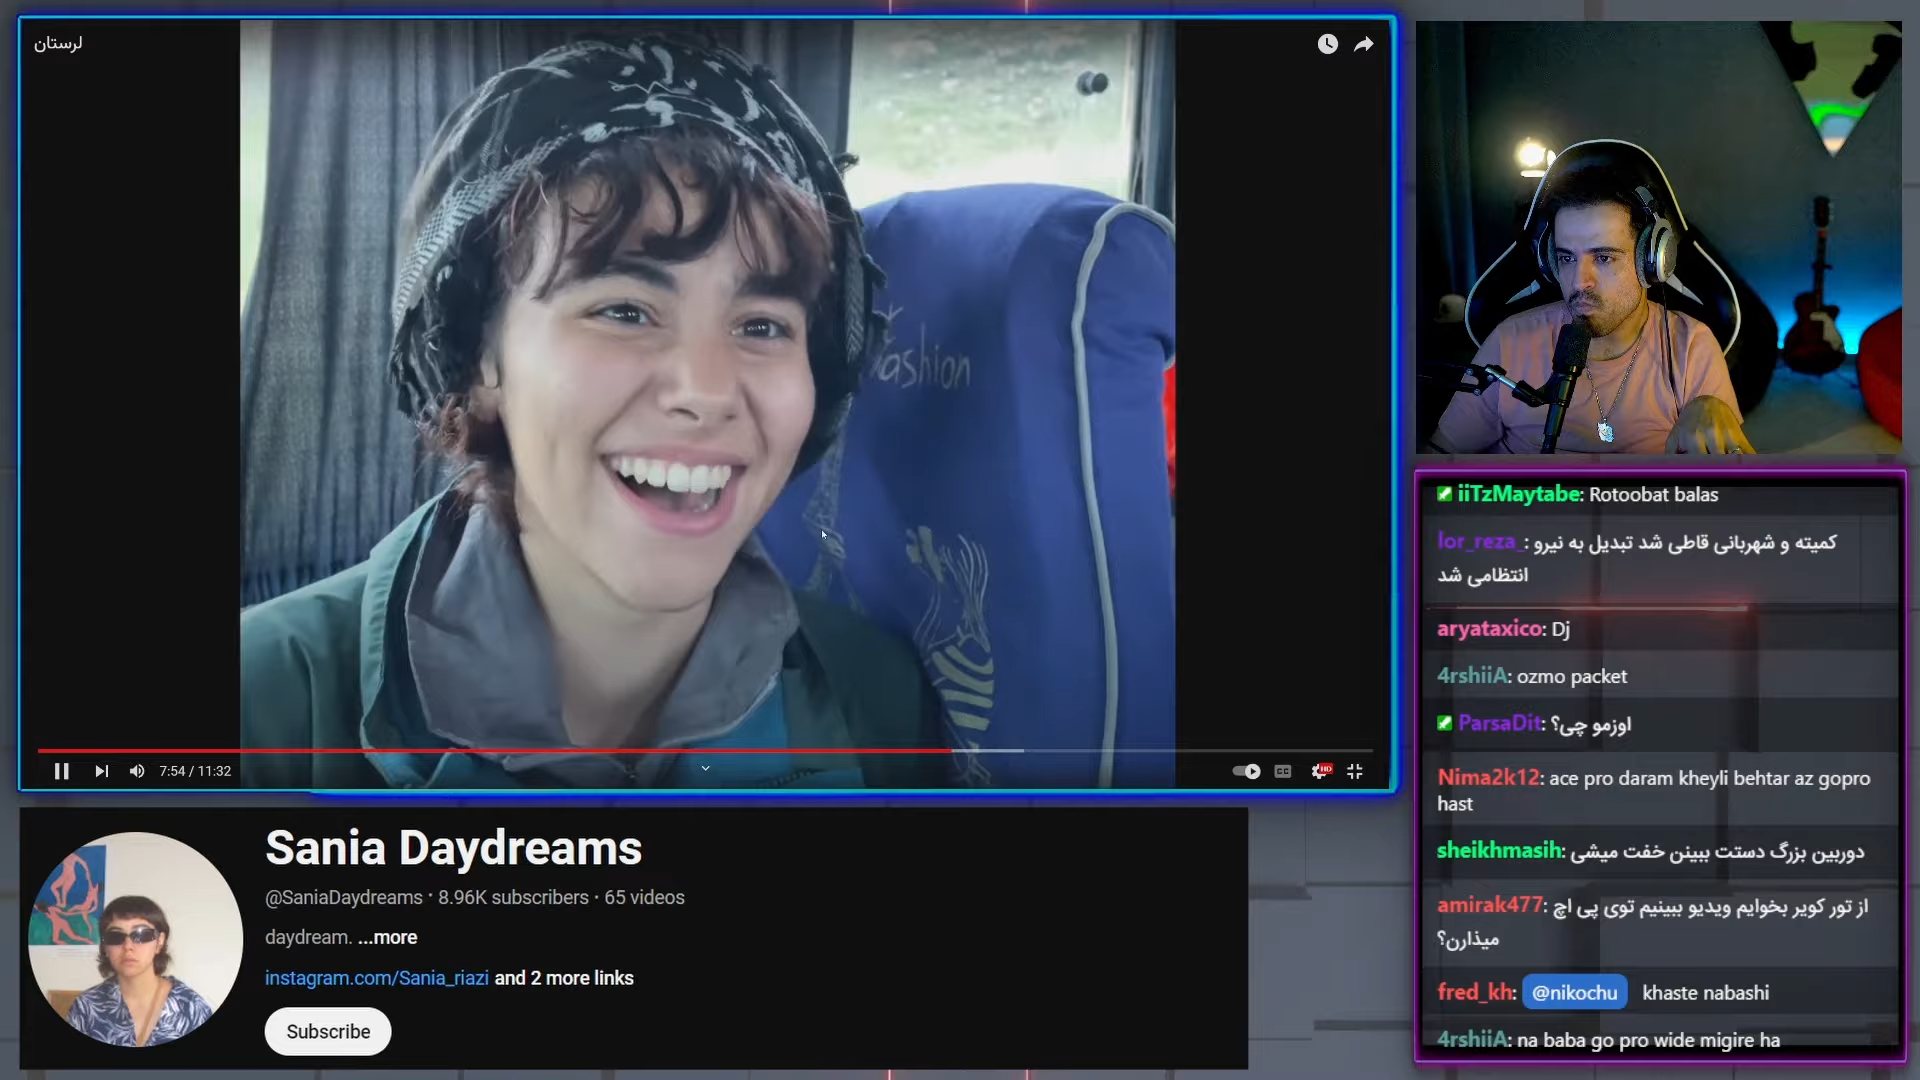 لرستان
fashion
7:54 / 11:32
CC
HD
Sania Daydreams
@SaniaDaydreams · 8.96K subscribers · 65 videos
daydream. ...more
instagram.com/Sania_riazi and 2 more links
Subscribe
iiTzMaytabe: Rotoobat balas
lor_reza_: کمیته و شهربانی قاطی شد تبدیل به نیرو
انتظامی شد
aryataxico: Dj
4rshiiA: ozmo packet
ParsaDit: اوزمو چی؟
Nima2k12: ace pro daram kheyli behtar az gopro
hast
sheikhmasih: دوربین بزرگ دستت ببینن خفت میشی
amirak477: از تور کویر بخوایم ویدیو ببینیم توی پی اچ
میذارن؟
fred_kh: @nikochu khaste nabashi
4rshiiA: na baba go pro wide migire ha